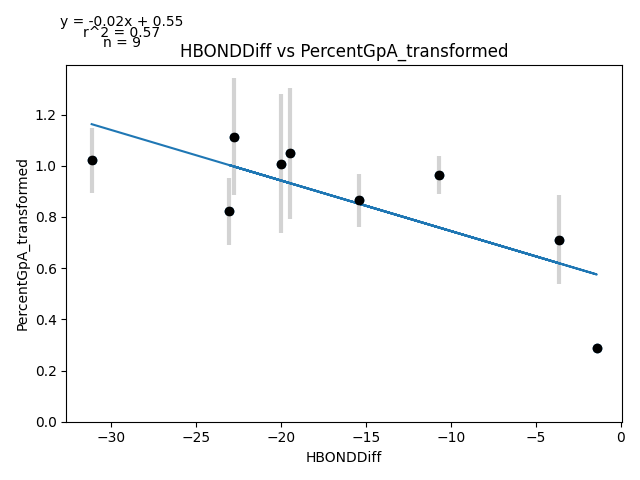 y = -0.02x + 0.55
r^2 = 0.57
n = 9
HBONDDiff vs PercentGpA_transformed
PercentGpA_transformed
1.2
1.0
0.8
0.6
0.4
0.2
0.0
−30
−25
−20
−15
−10
−5
0
HBONDDiff